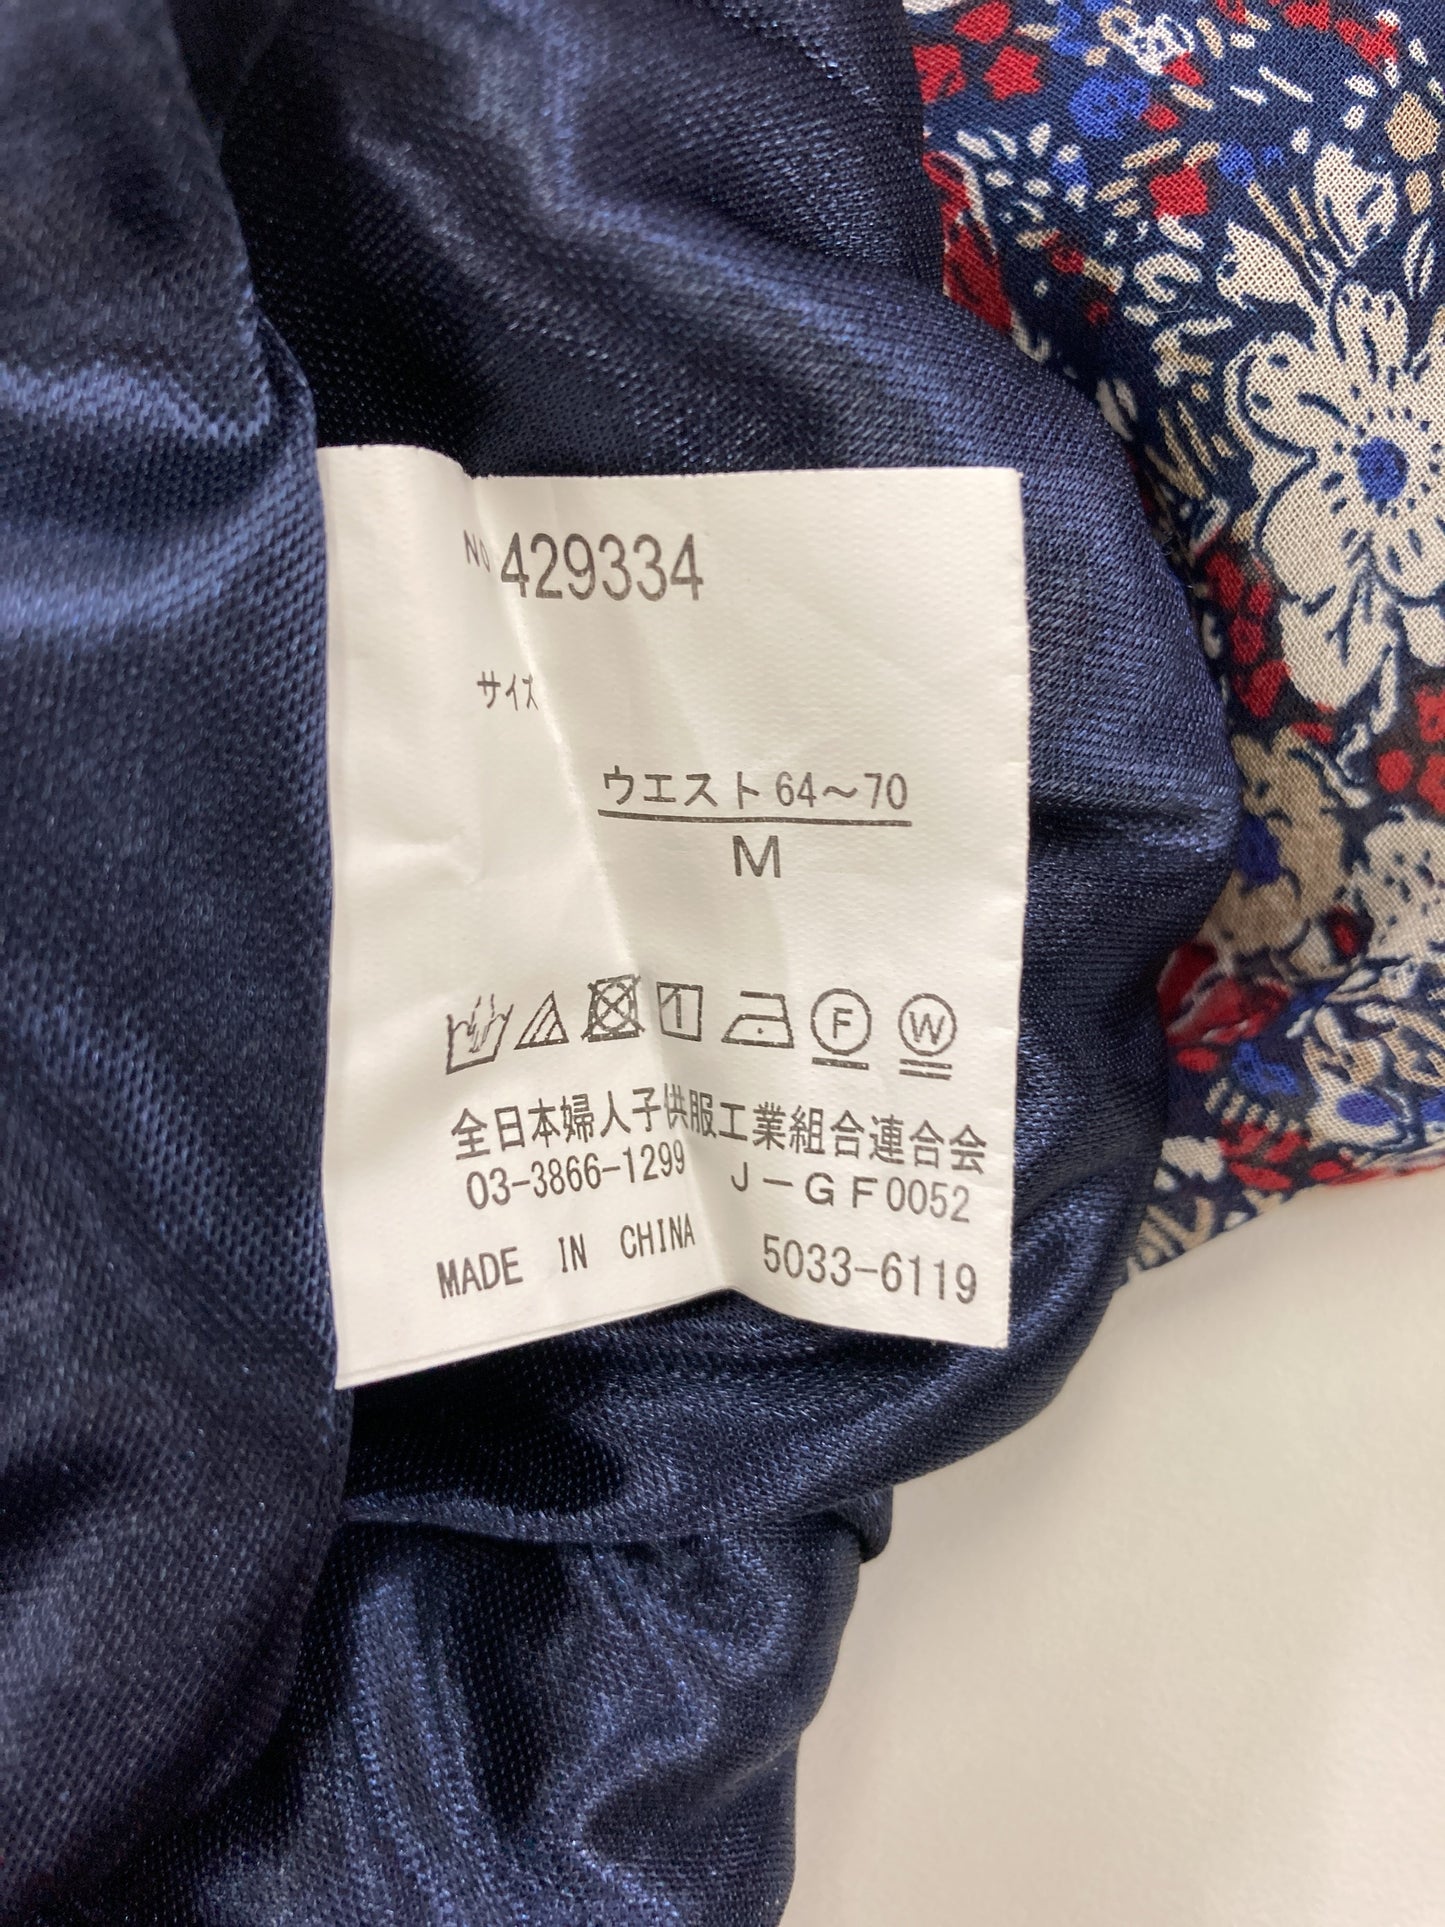 NO 429334
サイズ
ウエスト64～70
M
1 F W
全日本婦人子供服工業組合連合会
03-3866-1299 J-GF0052
MADE IN CHINA 5033-6119